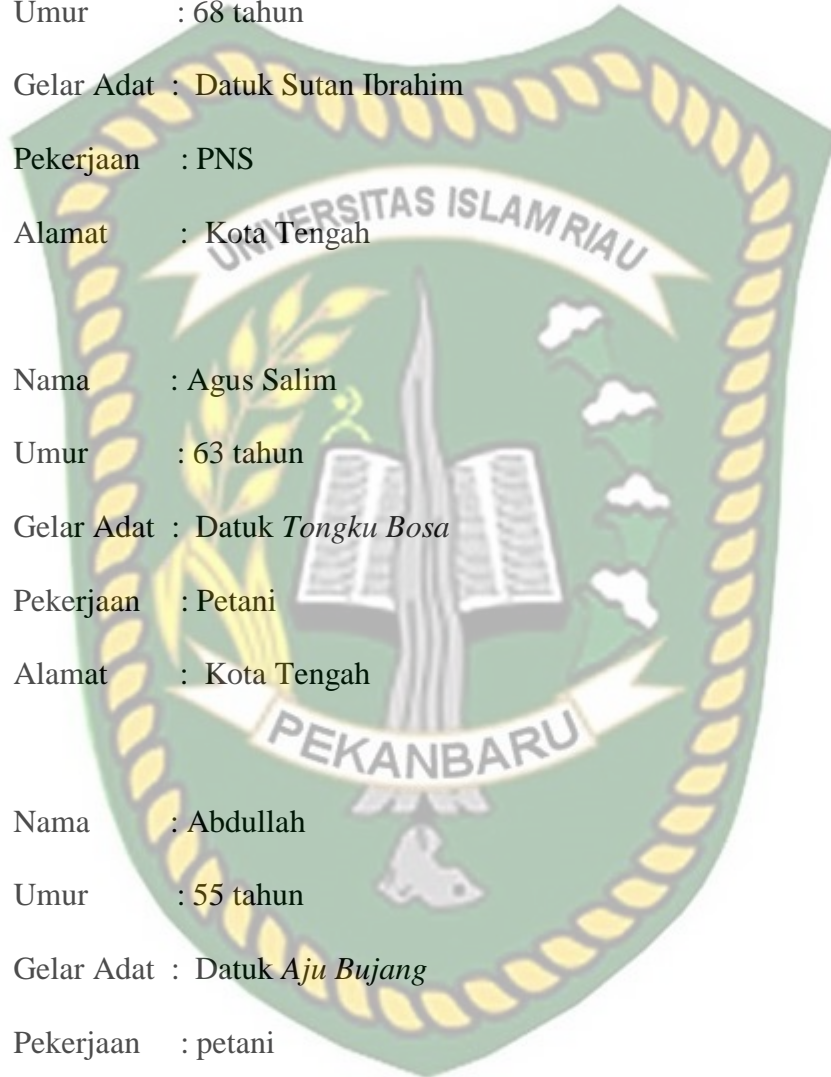 Umur : 68 tahun
Gelar Adat : Datuk Sutan Ibrahim
Pekerjaan : PNS
UNIVERSITAS ISLAM RIAU
Alamat : Kota Tengah
Nama : Agus Salim
Umur : 63 tahun
Gelar Adat : Datuk Tongku Bosa
Pekerjaan : Petani
Alamat : Kota Tengah
PEKANBARU
Nama : Abdullah
Umur : 55 tahun
Gelar Adat : Datuk Aju Bujang
Pekerjaan : petani